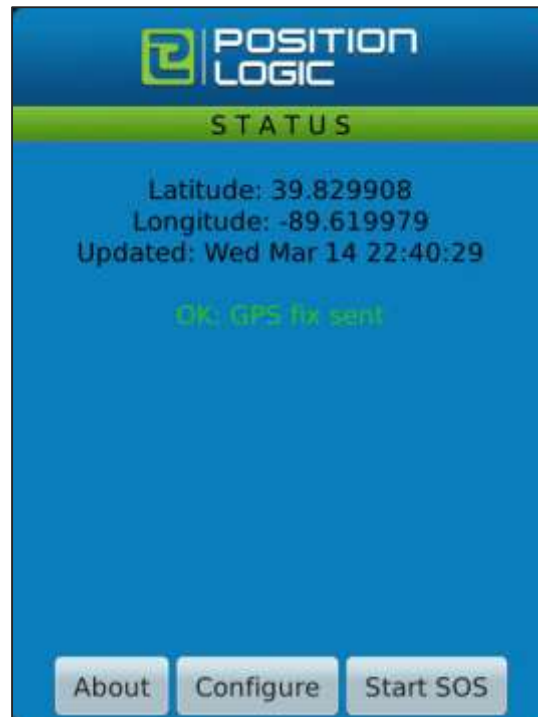 POSITION
LOGIC
STATUS
Latitude: 39.829908
Longitude: -89.619979
Updated: Wed Mar 14 22:40:29
OK: GPS fix sent
About Configure Start SOS